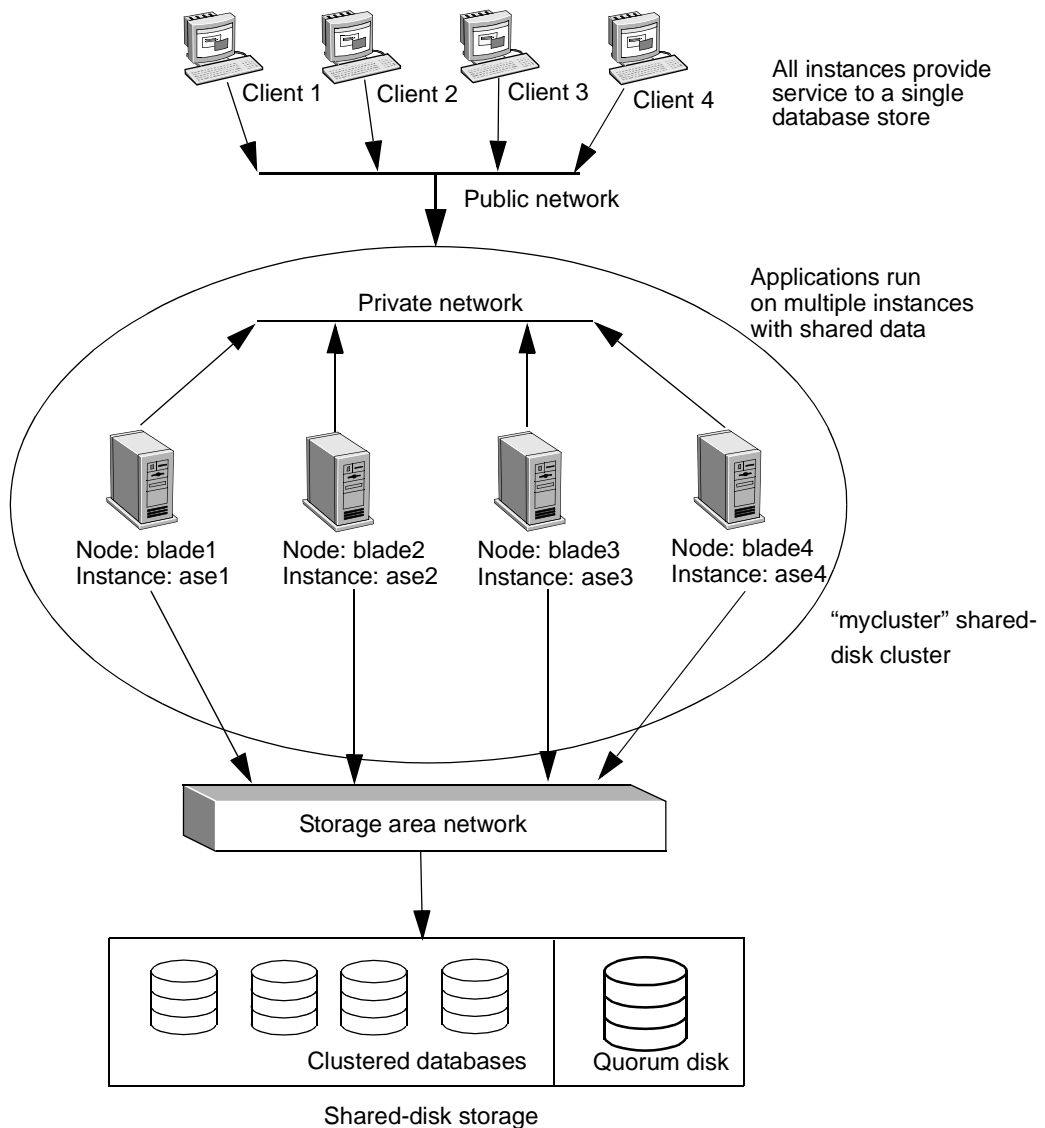 Client 1
Client 2
Client 3
Client 4
All instances provide
service to a single
database store
Public network
Applications run
on multiple instances
with shared data
Private network
Node: blade1
Instance: ase1
Node: blade2
Instance: ase2
Node: blade3
Instance: ase3
Node: blade4
Instance: ase4
“mycluster” shared-
disk cluster
Storage area network
Clustered databases
Quorum disk
Shared-disk storage